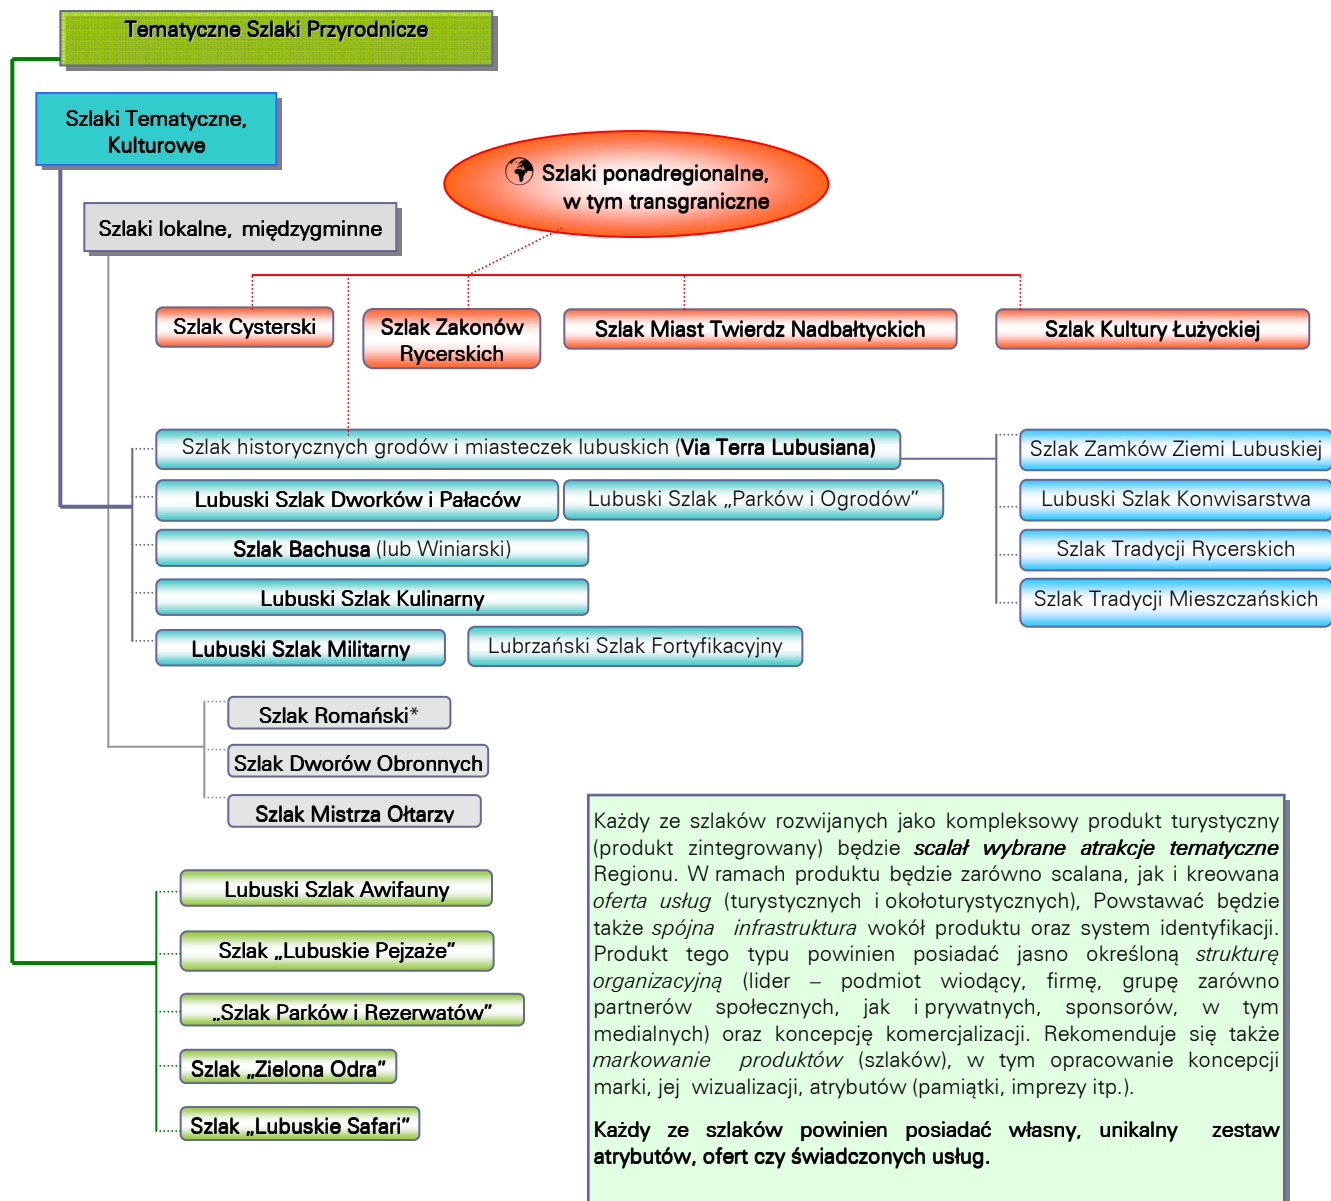 Tematyczne Szlaki Przyrodnicze
Szlaki Tematyczne,
Kulturowe
Szlaki ponadregionalne,
w tym transgraniczne
Szlaki lokalne, międzygminne
Szlak Cysterski
Szlak Zakonów
Rycerskich
Szlak Miast Twierdz Nadbałtyckich
Szlak Kultury Łużyckiej
Szlak historycznych grodów i miasteczek lubuskich (Via Terra Lubusiana)
Szlak Zamków Ziemi Lubuskiej
Lubuski Szlak Dworków i Pałaców
Lubuski Szlak „Parków i Ogrodów”
Lubuski Szlak Konwisarstwa
Szlak Bachusa (lub Winiarski)
Szlak Tradycji Rycerskich
Lubuski Szlak Kulinarny
Szlak Tradycji Mieszczańskich
Lubuski Szlak Militarny
Lubrzański Szlak Fortyfikacyjny
Szlak Romański*
Szlak Dworów Obronnych
Szlak Mistrza Ołtarzy
Lubuski Szlak Awifauny
Szlak „Lubuskie Pejzaże”
„Szlak Parków i Rezerwatów”
Szlak „Zielona Odra”
Szlak „Lubuskie Safari”
Każdy ze szlaków rozwijanych jako kompleksowy produkt turystyczny
(produkt zintegrowany) będzie scalał wybrane atrakcje tematyczne
Regionu. W ramach produktu będzie zarówno scalana, jak i kreowana
oferta usług (turystycznych i okołoturystycznych), Powstawać będzie
także spójna infrastruktura wokół produktu oraz system identyfikacji.
Produkt tego typu powinien posiadać jasno określoną strukturę
organizacyjną (lider – podmiot wiodący, firmę, grupę zarówno
partnerów społecznych, jak i prywatnych, sponsorów, w tym
medialnych) oraz koncepcję komercjalizacji. Rekomenduje się także
markowanie produktów (szlaków), w tym opracowanie koncepcji
marki, jej wizualizacji, atrybutów (pamiątki, imprezy itp.).
Każdy ze szlaków powinien posiadać własny, unikalny zestaw
atrybutów, ofert czy świadczonych usług.